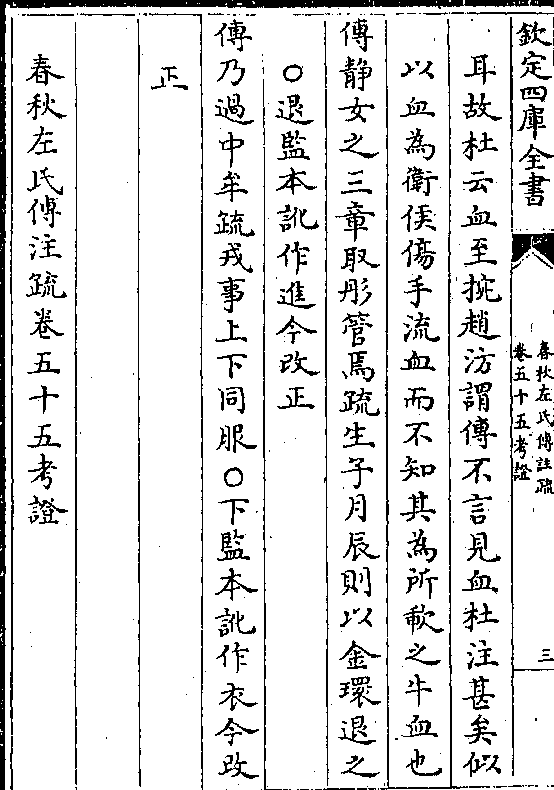 欽定四庫全書
春秋左氏傳註疏
卷五十五考證
三
耳故杜云血至捥趙汸謂傳不言見血杜注甚矣似
以血為衛侯傷手流血而不知其為所歃之牛血也
傳静女之三章取彤管焉疏生子月辰則以金環退之
○退監本訛作進今改正
傳乃過中牟疏戎事上下同服○下監本訛作衣今改
正
春秋左氏傳注疏卷五十五考證